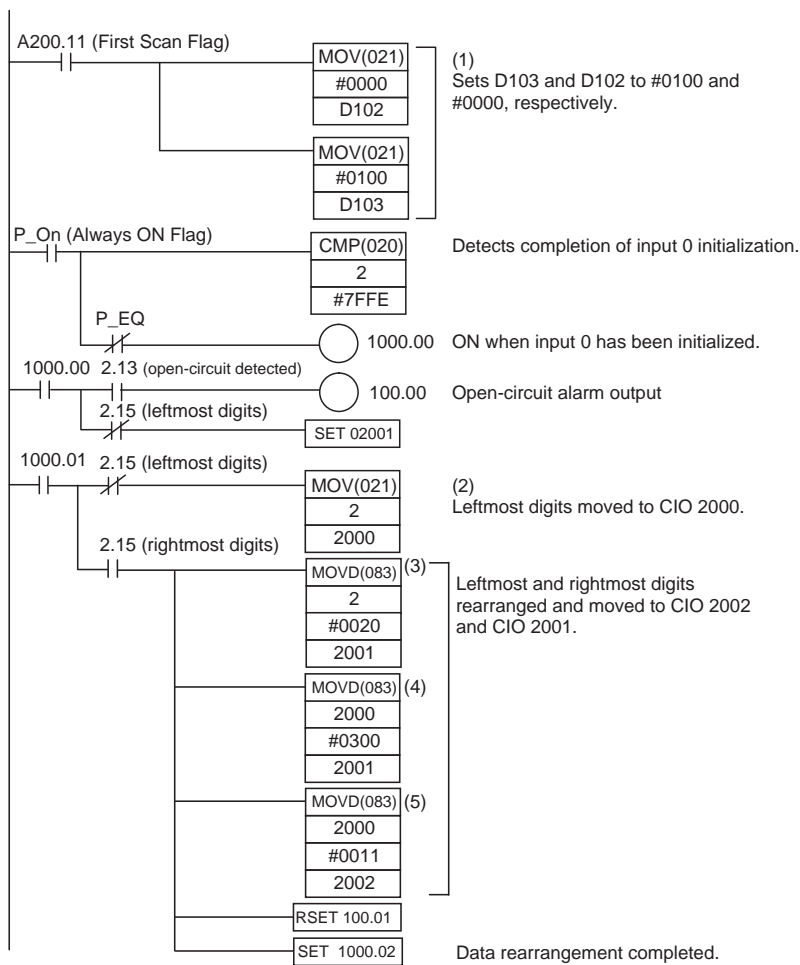 A200.11 (First Scan Flag)
MOV(021)
#0000
D102
(1)
Sets D103 and D102 to #0100 and
#0000, respectively.
MOV(021)
#0100
D103
P_On (Always ON Flag)
CMP(020)
2
#7FFE
Detects completion of input 0 initialization.
P_EQ
1000.00
ON when input 0 has been initialized.
1000.00 2.13 (open-circuit detected)
100.00
Open-circuit alarm output
2.15 (leftmost digits)
SET 02001
1000.01 2.15 (leftmost digits)
MOV(021)
2
2000
(2)
Leftmost digits moved to CIO 2000.
2.15 (rightmost digits)
MOVD(083) (3)
2
#0020
2001
Leftmost and rightmost digits
rearranged and moved to CIO 2002
and CIO 2001.
MOVD(083) (4)
2000
#0300
2001
MOVD(083) (5)
2000
#0011
2002
RSET 100.01
SET 1000.02
Data rearrangement completed.